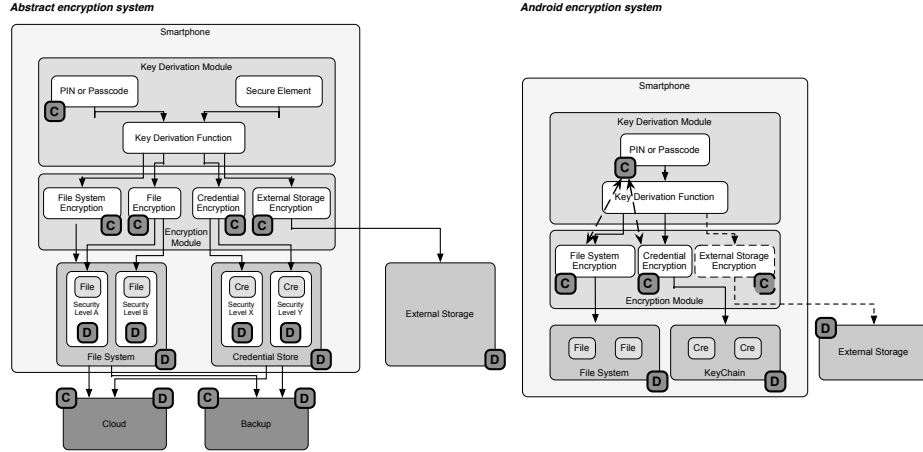 Abstract encryption system
Smartphone
Key Derivation Module
PIN or Passcode
Secure Element
C
Key Derivation Function
File System
Encryption
File
Encryption
Credential
Encryption
External Storage
Encryption
C
C
C
C
Encryption
Module
File
File
Cre
Cre
Security
Level A
Security
Level B
Security
Level X
Security
Level Y
D
D
D
D
File System
D
Credential Store
D
External Storage
D
C
D
Cloud
C
D
Backup
Android encryption system
Smartphone
Key Derivation Module
PIN or Passcode
C
Key Derivation Function
File System
Encryption
Credential
Encryption
External Storage
Encryption
C
C
C
Encryption Module
File
File
Cre
Cre
File System
D
KeyChain
D
D
External Storage